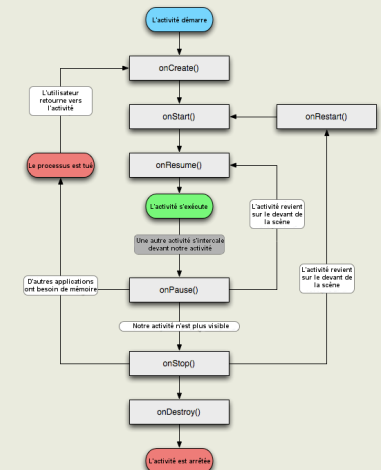 L'activité démarre
onCreate()
L'utilisateur
retourne vers
l'activité
onStart()
onRestart()
Le processus est tué
onResume()
L'activité s'exécute
L'activité revient
sur le devant de
la scène
Une autre activité s'intercale
devant notre activité
L'activité revient
sur le devant de
la scène
D'autres applications
ont besoin de mémoire
onPause()
Notre activité n'est plus visible
onStop()
onDestroy()
L'activité est arrêtée